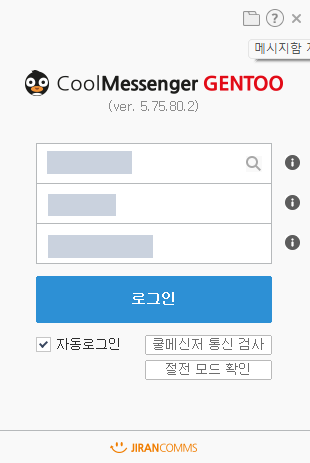 메시지함
CoolMessenger GENTOO
(ver. 5.75.80.2)
로그인
자동로그인
쿨메신저 통신 검사
절전 모드 확인
JIRANCOMMS